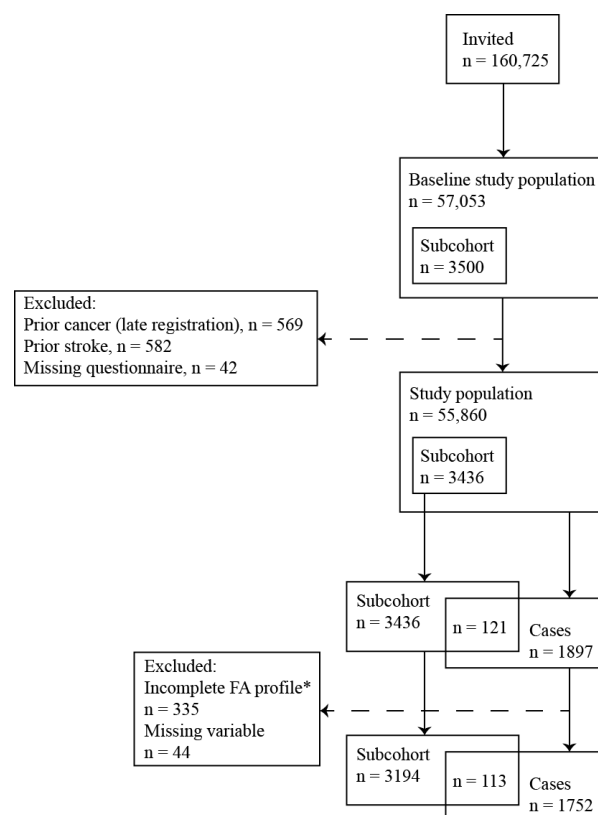 Invited
n = 160,725
Baseline study population
n = 57,053
Subcohort
n = 3500
Excluded:
Prior cancer (late registration), n = 569
Prior stroke, n = 582
Missing questionnaire, n = 42
Study population
n = 55,860
Subcohort
n = 3436
Subcohort
n = 3436
n = 121
Cases
n = 1897
Excluded:
Incomplete FA profile*
n = 335
Missing variable
n = 44
Subcohort
n = 3194
n = 113
Cases
n = 1752